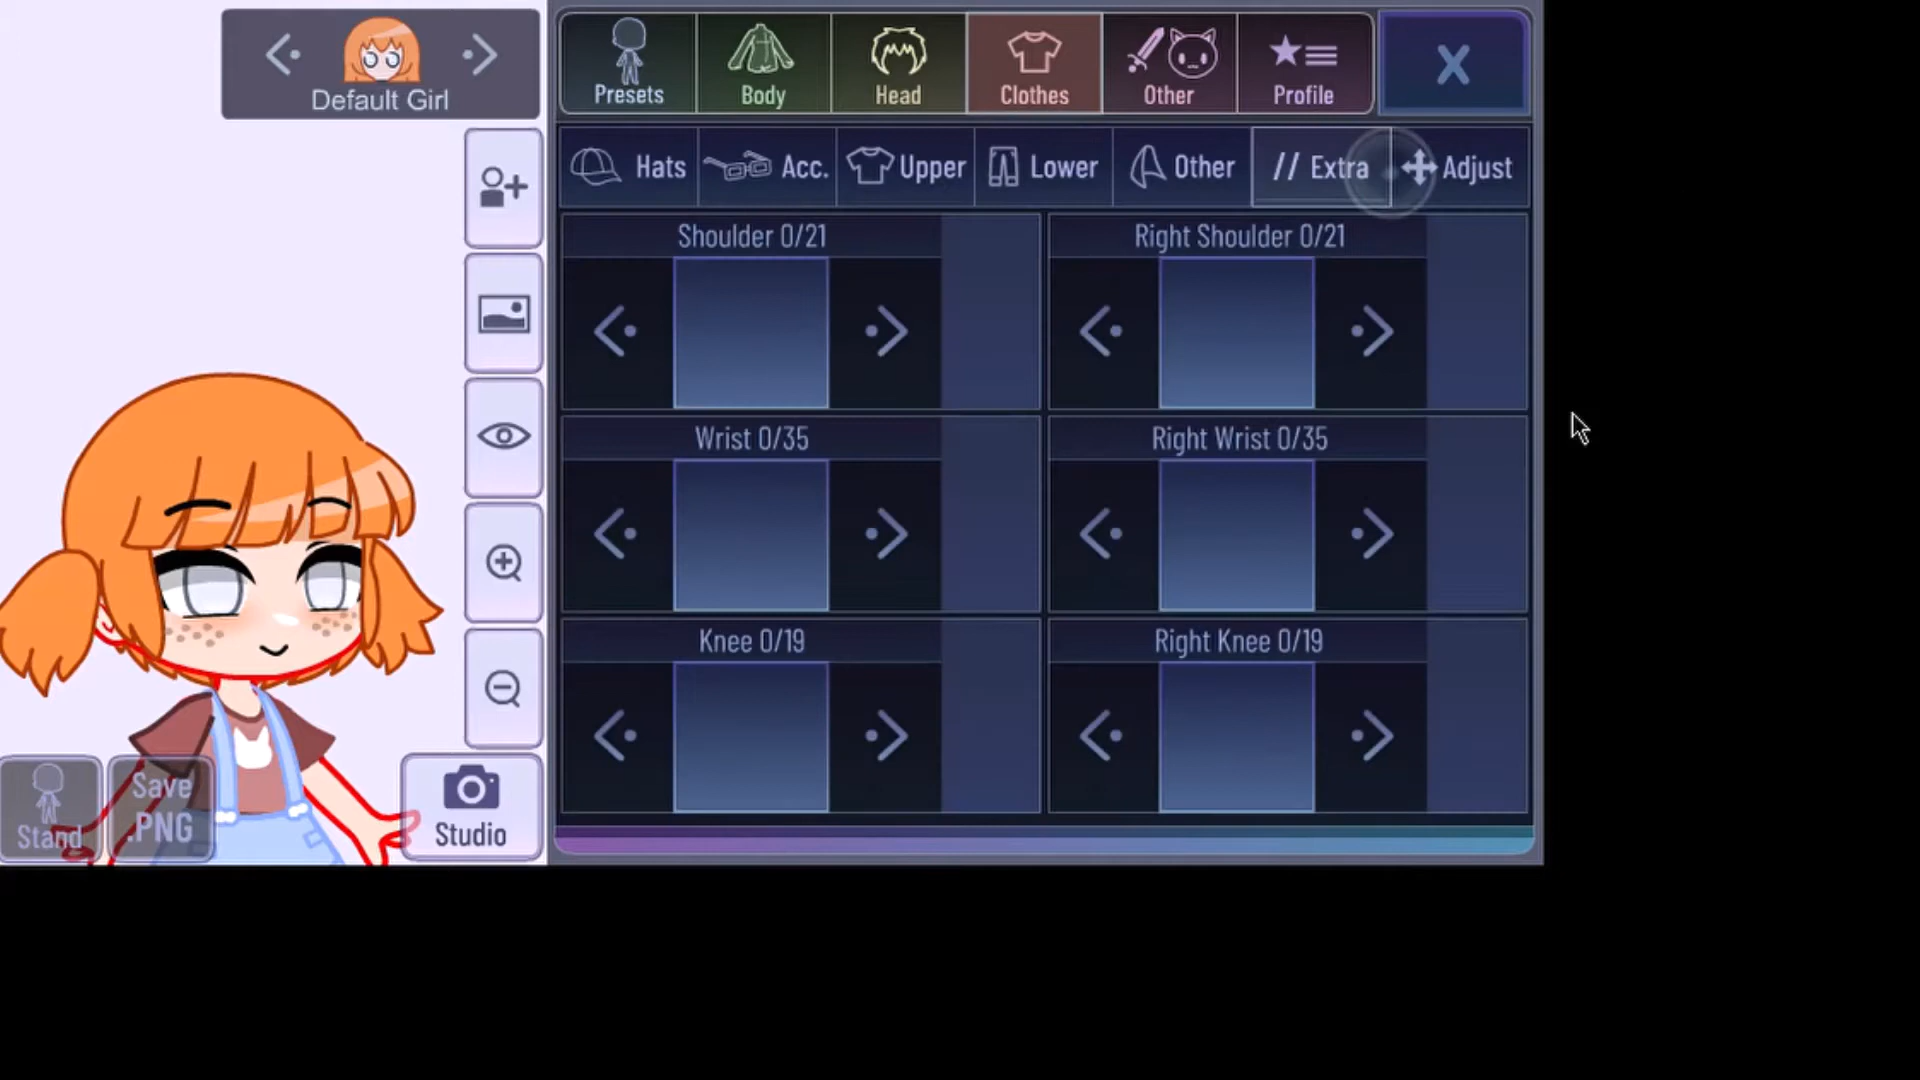 Default Girl
Presets
Body
Head
Clothes
Other
Profile
X
Hats
Acc.
Upper
Lower
Other
// Extra
Adjust
Shoulder 0/21
Right Shoulder 0/21
Wrist 0/35
Right Wrist 0/35
Knee 0/19
Right Knee 0/19
Stand
Save
.PNG
Studio